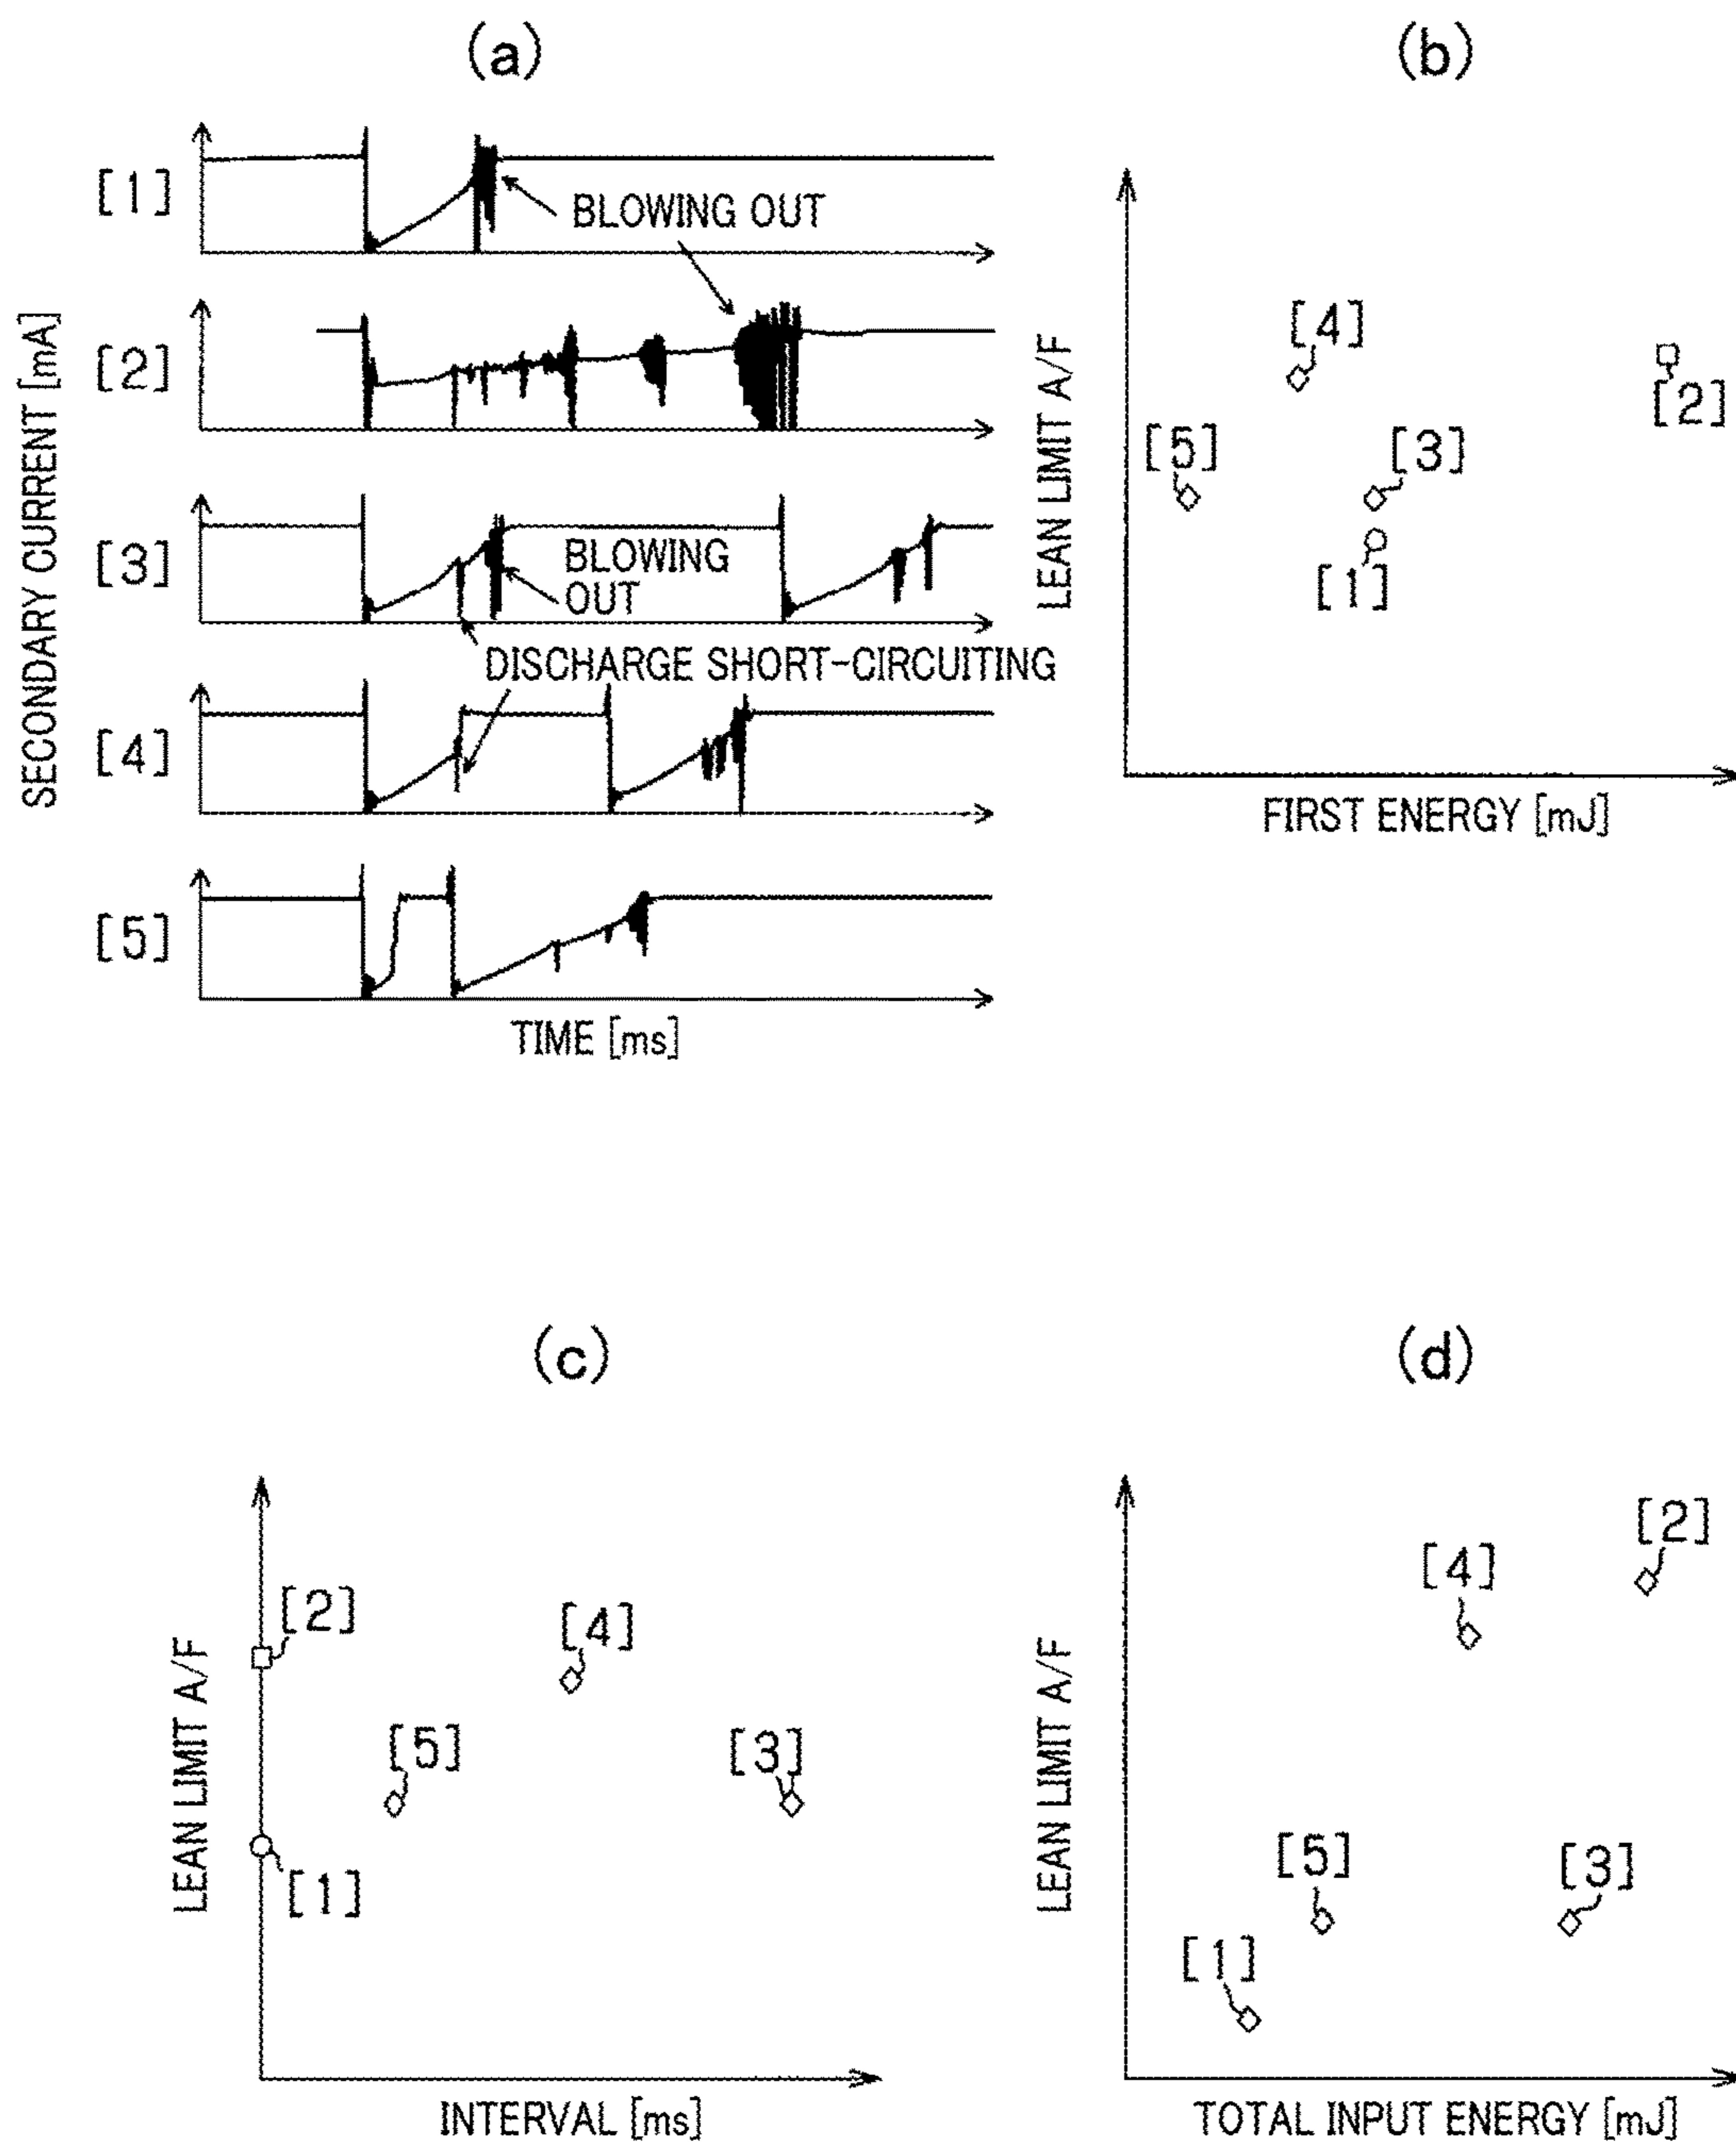 (a)
SECONDARY CURRENT [mA]
[1]
BLOWING OUT
[2]
[3]
BLOWING
OUT
DISCHARGE SHORT-CIRCUITING
[4]
[5]
TIME [ms]
(b)
LEAN LIMIT A/F
[4]
[2]
[5]
[3]
[1]
FIRST ENERGY [mJ]
(c)
LEAN LIMIT A/F
[2]
[4]
[5]
[3]
[1]
INTERVAL [ms]
(d)
LEAN LIMIT A/F
[2]
[4]
[5]
[3]
[1]
TOTAL INPUT ENERGY [mJ]